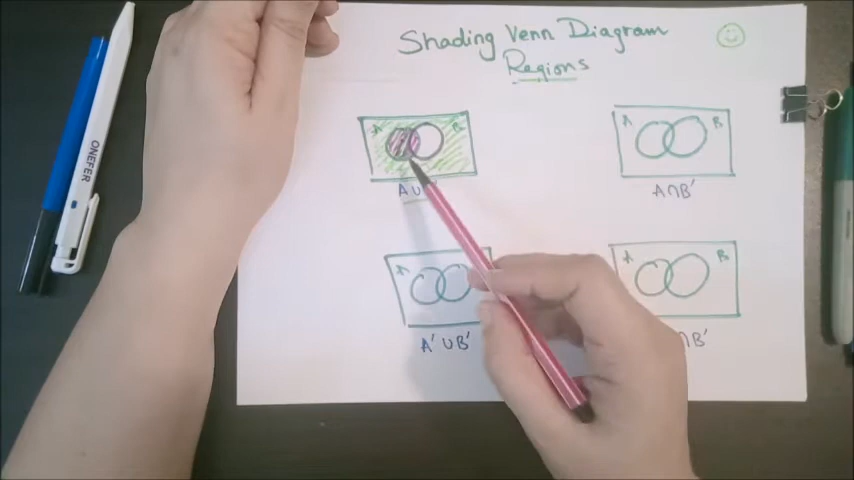 Shading Venn Diagram
Regions
A B
A B
A ∪
A∩B'
A
A B
A'∪B'
∩B'
ONEFER